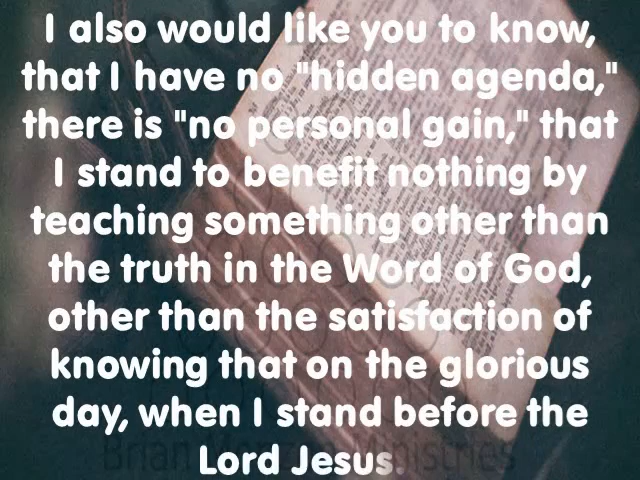 I also would like you to know,
that I have no "hidden agenda,"
there is "no personal gain," that
I stand to benefit nothing by
teaching something other than
the truth in the Word of God,
other than the satisfaction of
knowing that on the glorious
day, when I stand before the
Lord Jesus.
Brian Ministries